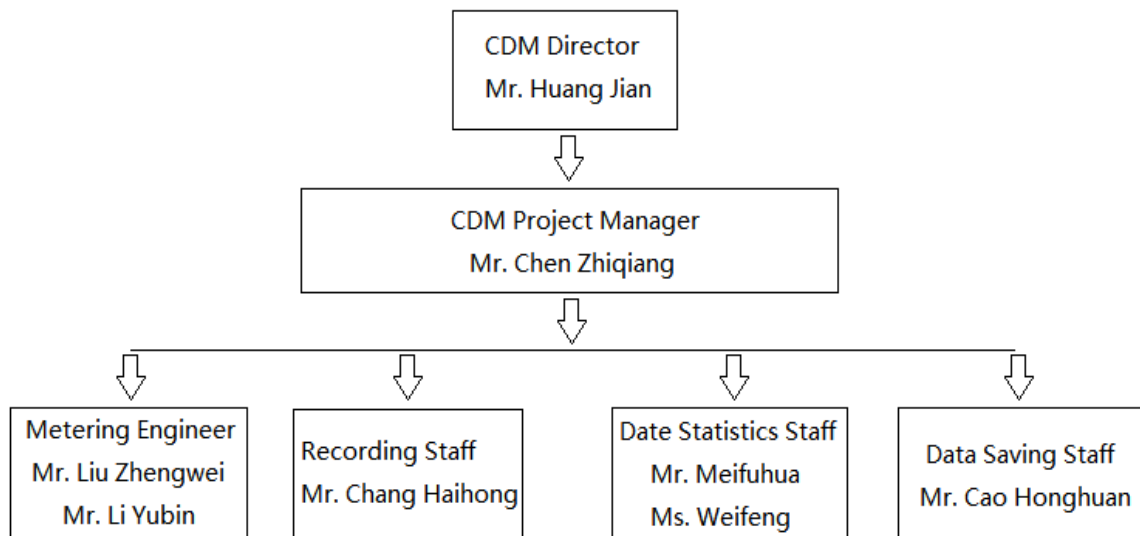 CDM Director
Mr. Huang Jian
CDM Project Manager
Mr. Chen Zhiqiang
Metering Engineer
Mr. Liu Zhengwei
Mr. Li Yubin
Recording Staff
Mr. Chang Haihong
Date Statistics Staff
Mr. Meifuhua
Ms. Weifeng
Data Saving Staff
Mr. Cao Honghuan